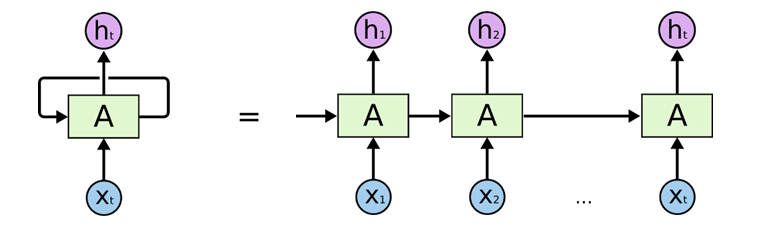 hₜ h₁ h₂ hₜ
A = A A A
xₜ x₁ x₂ ... xₜ